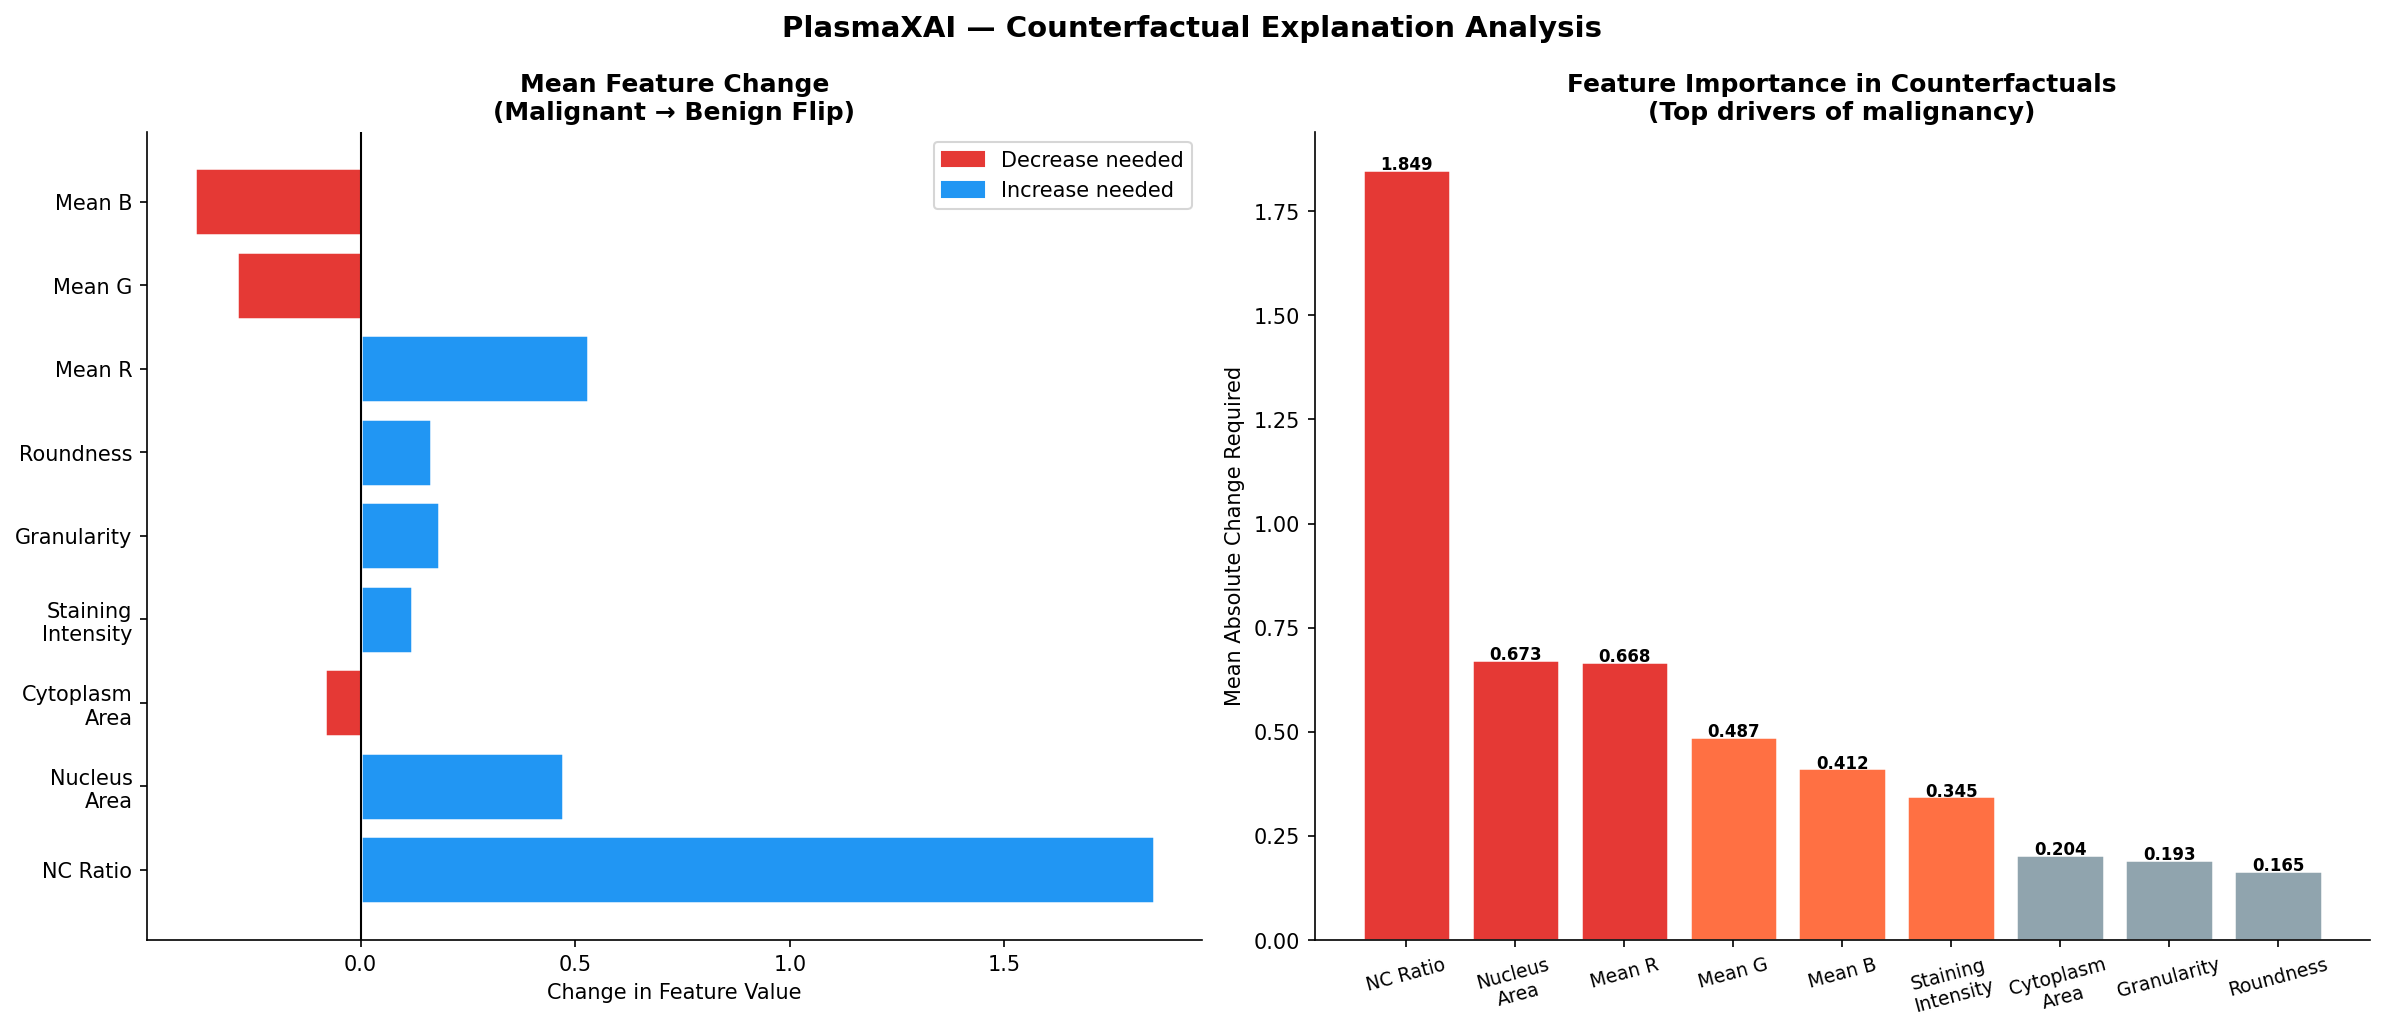 PlasmaXAI — Counterfactual Explanation Analysis
Mean Feature Change
(Malignant → Benign Flip)
Decrease needed
Increase needed
Mean B
Mean G
Mean R
Roundness
Granularity
Staining
Intensity
Cytoplasm
Area
Nucleus
Area
NC Ratio
0.0 0.5 1.0 1.5
Change in Feature Value
Feature Importance in Counterfactuals
(Top drivers of malignancy)
Mean Absolute Change Required
1.75
1.50
1.25
1.00
0.75
0.50
0.25
0.00
1.849
0.673
0.668
0.487
0.412
0.345
0.204
0.193
0.165
NC Ratio
Nucleus
Area
Mean R
Mean G
Mean B
Staining
Intensity
Cytoplasm
Area
Granularity
Roundness